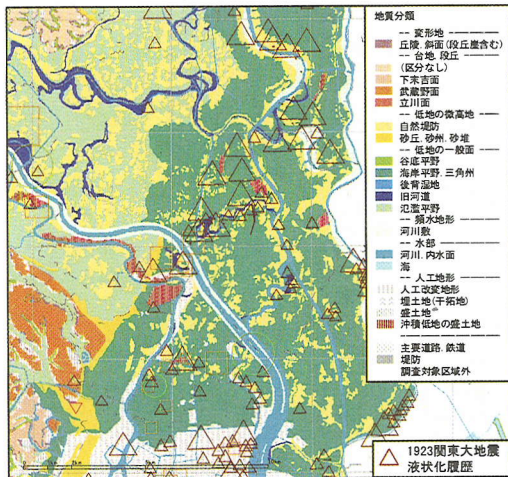 地質分類
-- 変形地 --
丘陵,斜面(段丘崖含む)
-- 台地,段丘 --
(区分なし)
下末吉面
武蔵野面
立川面
-- 低地の微高地 --
自然堤防
砂丘,砂州,砂堆
-- 低地の一般面 --
谷底平野
海岸平野,三角州
後背湿地
旧河道
氾濫平野
-- 頻水地形 --
河川敷
-- 水部 --
河川,内水面
海
-- 人工地形 --
人工改変地形
埋土地(干拓地)
盛土地
沖積低地の盛土地
主要道路,鉄道
堤防
調査対象区域外
1923関東大地震
液状化履歴